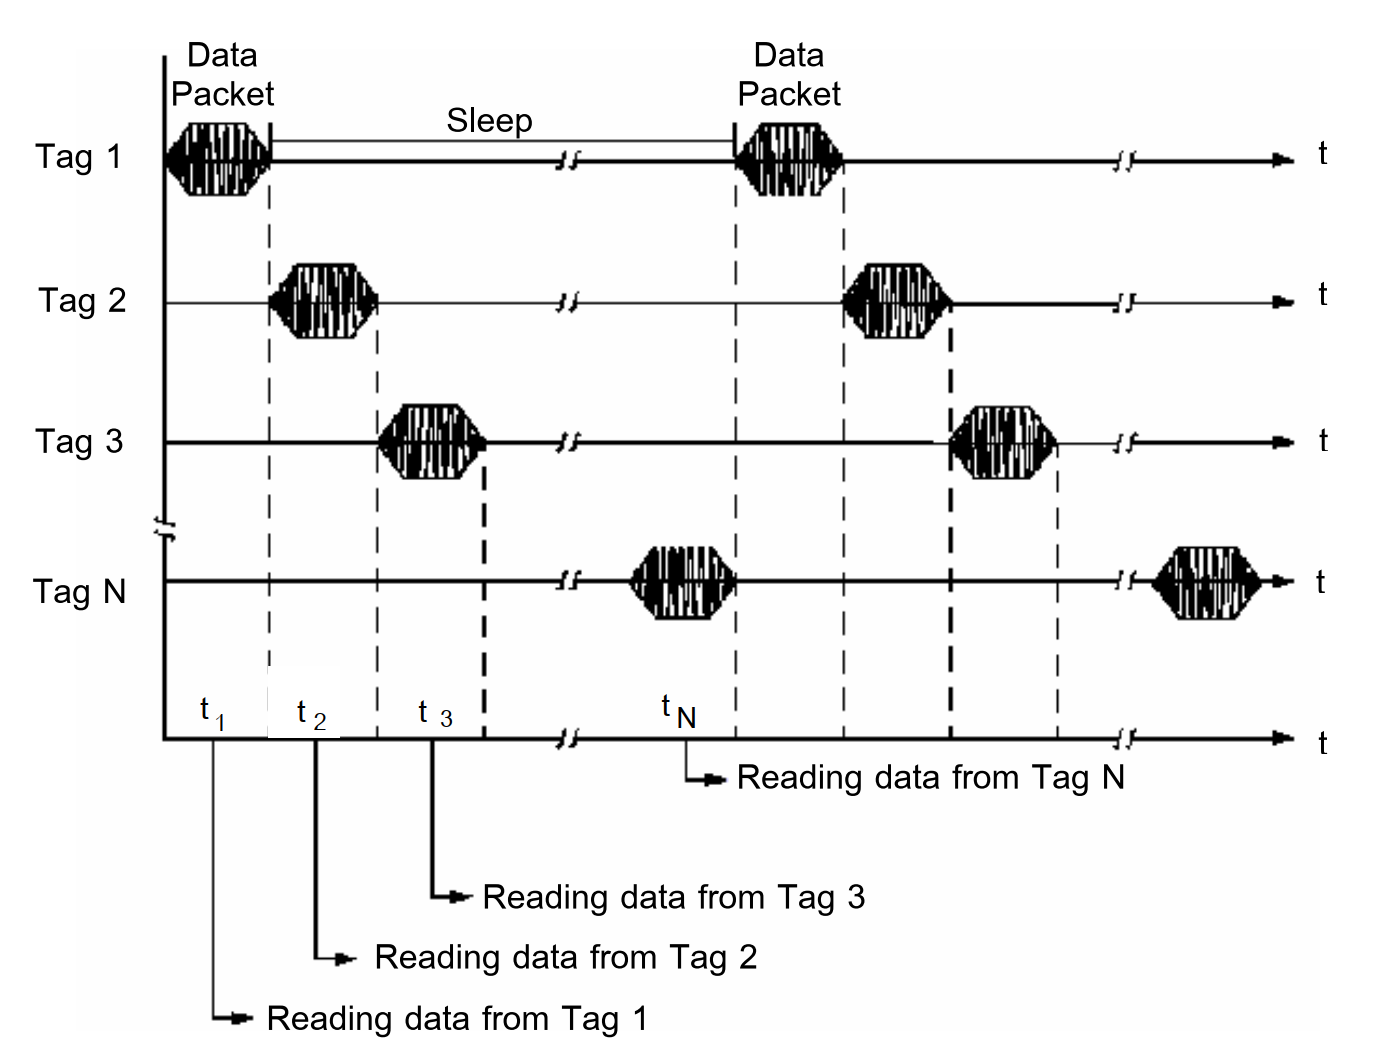 Data
Packet
Data
Packet
Sleep
Tag 1
t
Tag 2
t
Tag 3
t
Tag N
t
t1
t2
t3
tN
t
Reading data from Tag N
Reading data from Tag 3
Reading data from Tag 2
Reading data from Tag 1